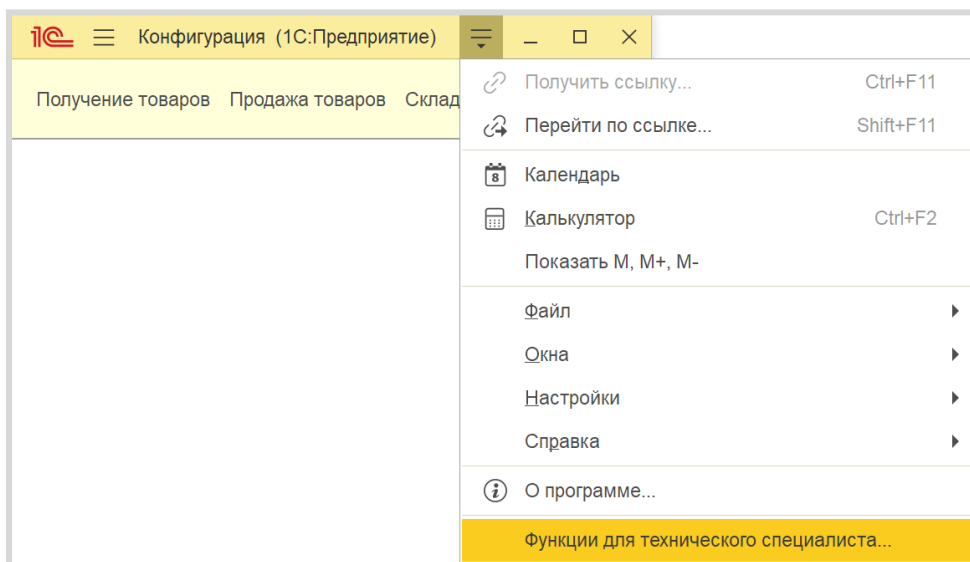 1С Конфигурация (1С:Предприятие)
Получение товаров Продажа товаров Склад
Получить ссылку... Ctrl+F11
Перейти по ссылке... Shift+F11
8 Календарь
Калькулятор Ctrl+F2
Показать M, M+, M-
Файл
Окна
Настройки
Справка
i О программе...
Функции для технического специалиста...